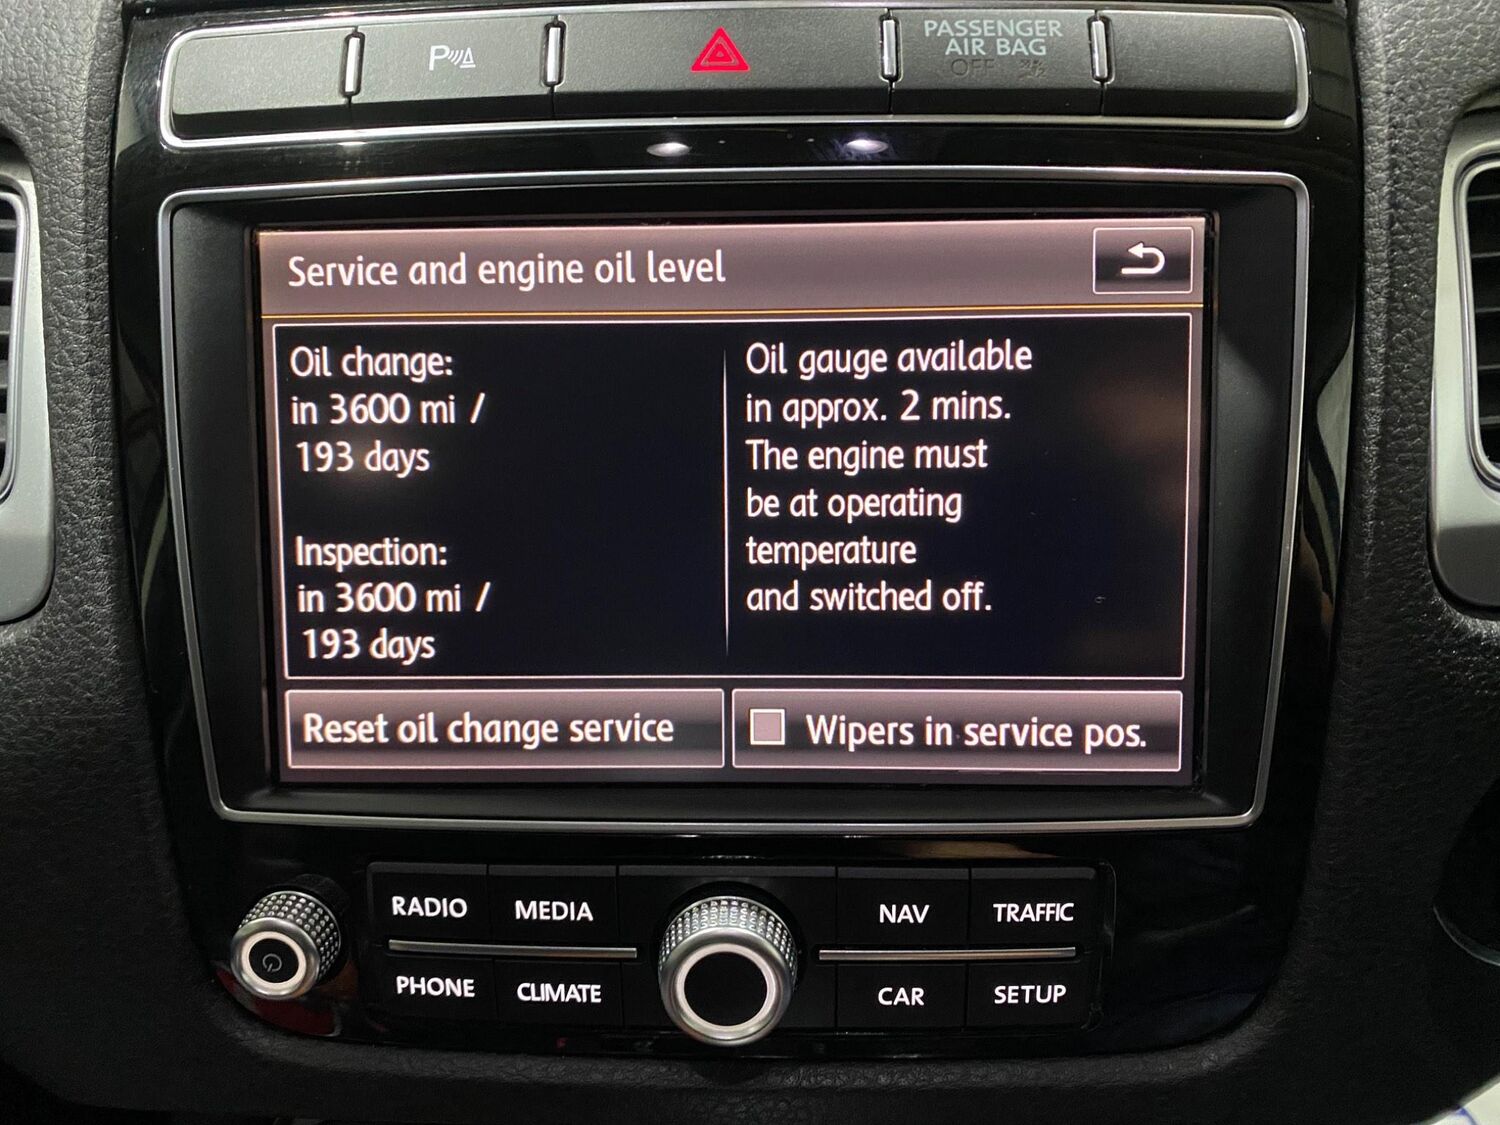 P
PASSENGER
AIR BAG
OFF
Service and engine oil level
Oil change:
in 3600 mi /
193 days
Inspection:
in 3600 mi /
193 days
Oil gauge available
in approx. 2 mins.
The engine must
be at operating
temperature
and switched off.
Reset oil change service
Wipers in service pos.
RADIO
MEDIA
NAV
TRAFFIC
PHONE
CLIMATE
CAR
SETUP